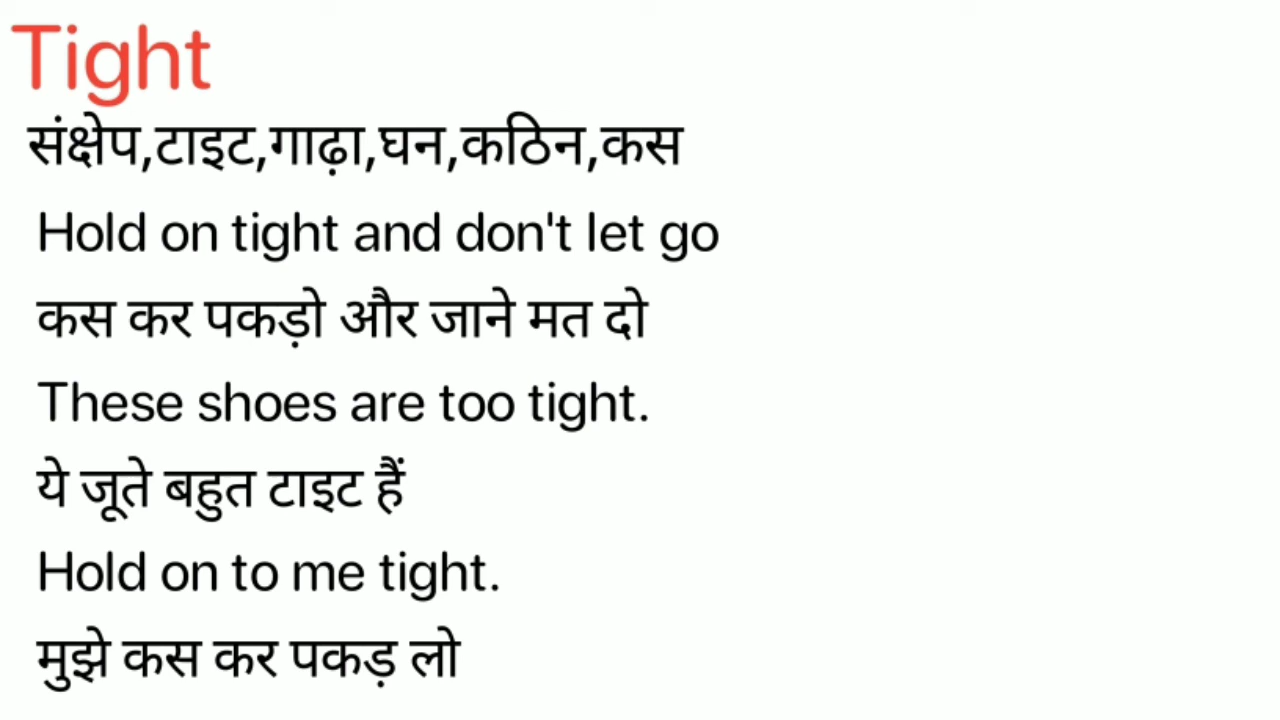 Tight
संक्षेप,टाइट,गाढ़ा,घन,कठिन,कस
Hold on tight and don't let go
कस कर पकड़ो और जाने मत दो
These shoes are too tight.
ये जूते बहुत टाइट हैं
Hold on to me tight.
मुझे कस कर पकड़ लो